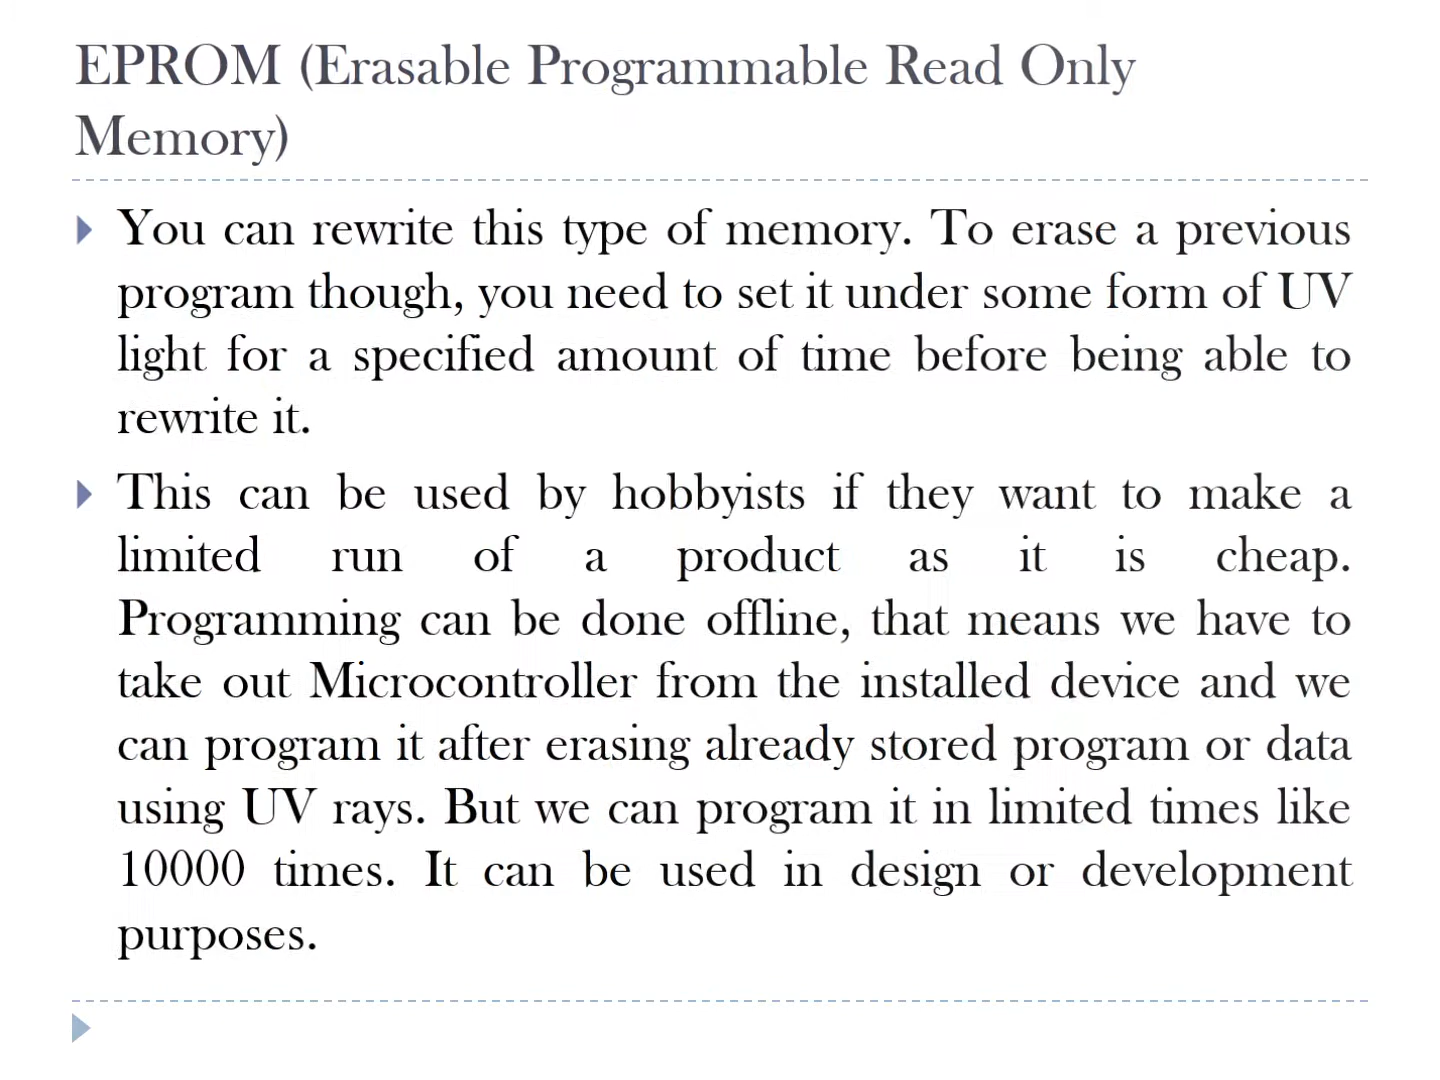 EPROM (Erasable Programmable Read Only
Memory)
You can rewrite this type of memory. To erase a previous
program though, you need to set it under some form of UV
light for a specified amount of time before being able to
rewrite it.
This can be used by hobbyists if they want to make a
limited run of a product as it is cheap.
Programming can be done offline, that means we have to
take out Microcontroller from the installed device and we
can program it after erasing already stored program or data
using UV rays. But we can program it in limited times like
10000 times. It can be used in design or development
purposes.